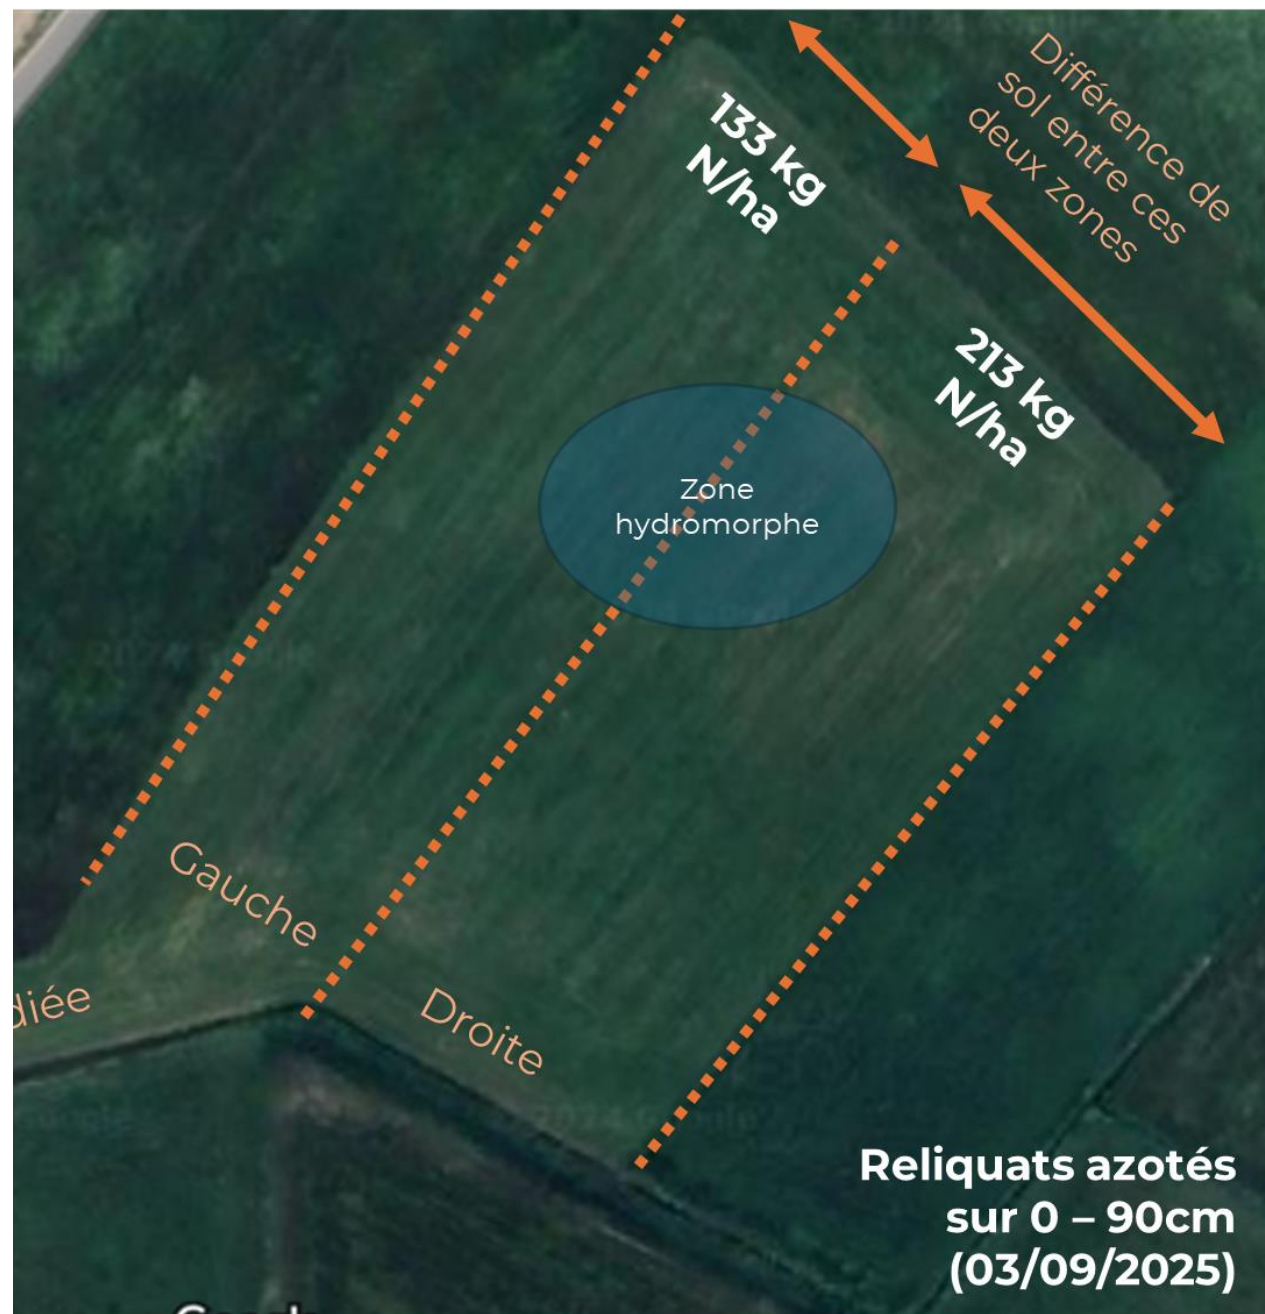 Différence de
sol entre ces
deux zones
133 kg
N/ha
213 kg
N/ha
Zone
hydromorphe
Gauche
diée
Droite
Reliquats azotés
sur 0 – 90cm
(03/09/2025)